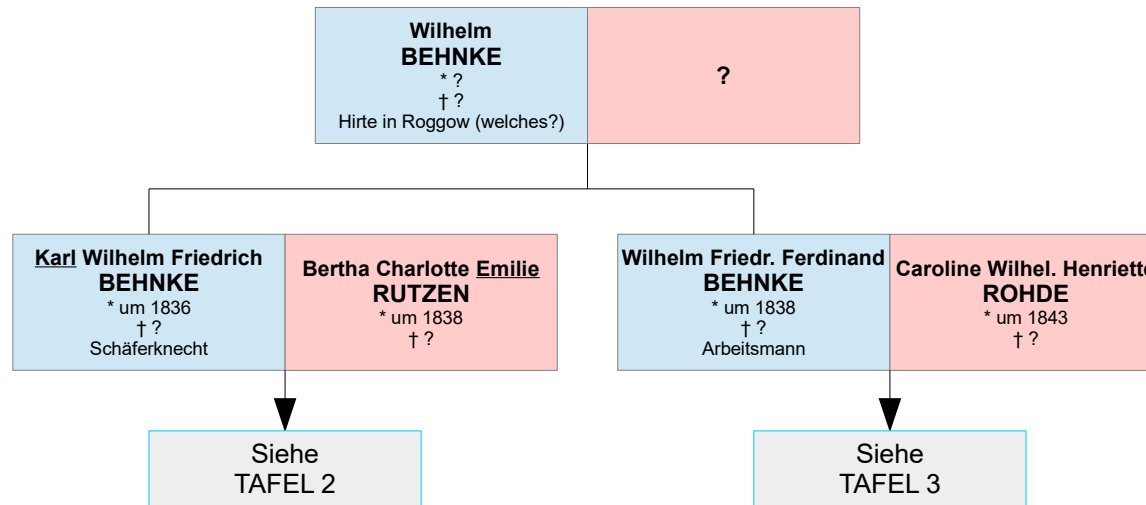 Wilhelm
BEHNKE
* ?
† ?
Hirte in Roggow (welches?)
?
Karl Wilhelm Friedrich
BEHNKE
* um 1836
† ?
Schäferknecht
Bertha Charlotte Emilie
RUTZEN
* um 1838
† ?
Wilhelm Friedr. Ferdinand
BEHNKE
* um 1838
† ?
Arbeitsmann
Caroline Wilhel. Henriette
ROHDE
* um 1843
† ?
Siehe
TAFEL 2
Siehe
TAFEL 3